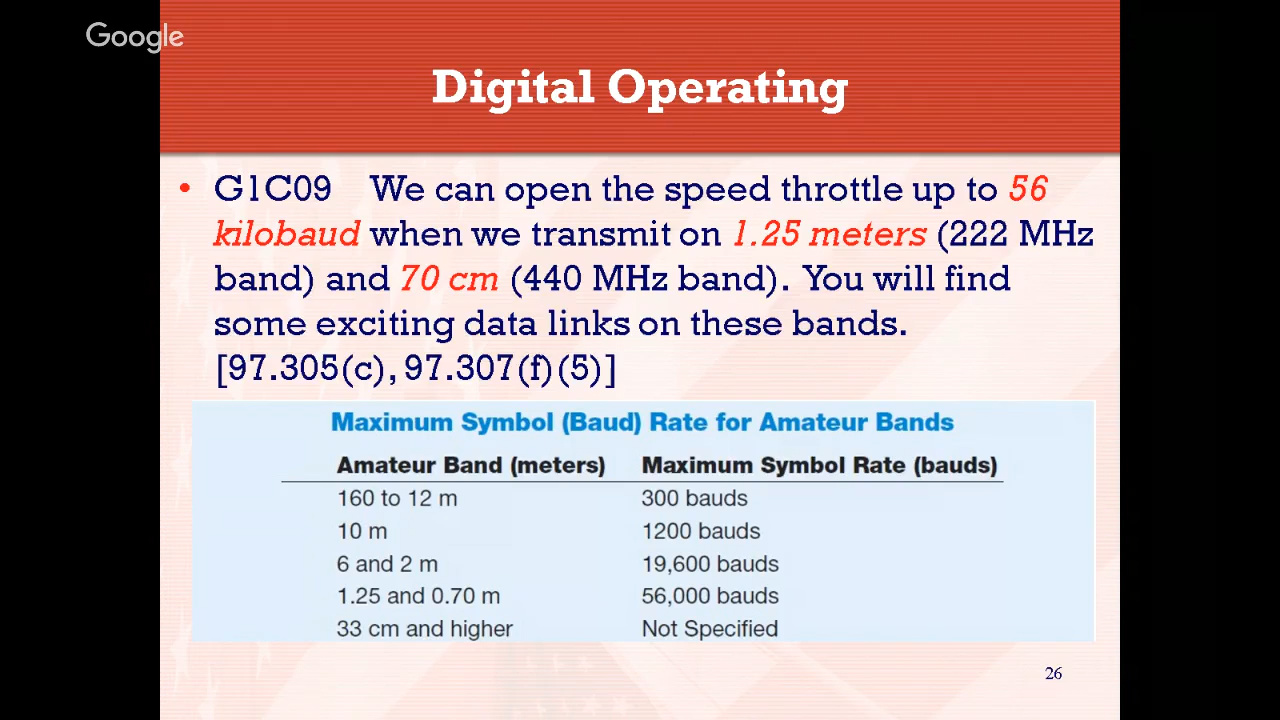 Google
Digital Operating
• G1C09 We can open the speed throttle up to 56
kilobaud when we transmit on 1.25 meters (222 MHz
band) and 70 cm (440 MHz band). You will find
some exciting data links on these bands.
[97.305(c), 97.307(f)(5)]
Maximum Symbol (Baud) Rate for Amateur Bands
Amateur Band (meters) Maximum Symbol Rate (bauds)
160 to 12 m 300 bauds
10 m 1200 bauds
6 and 2 m 19,600 bauds
1.25 and 0.70 m 56,000 bauds
33 cm and higher Not Specified
26